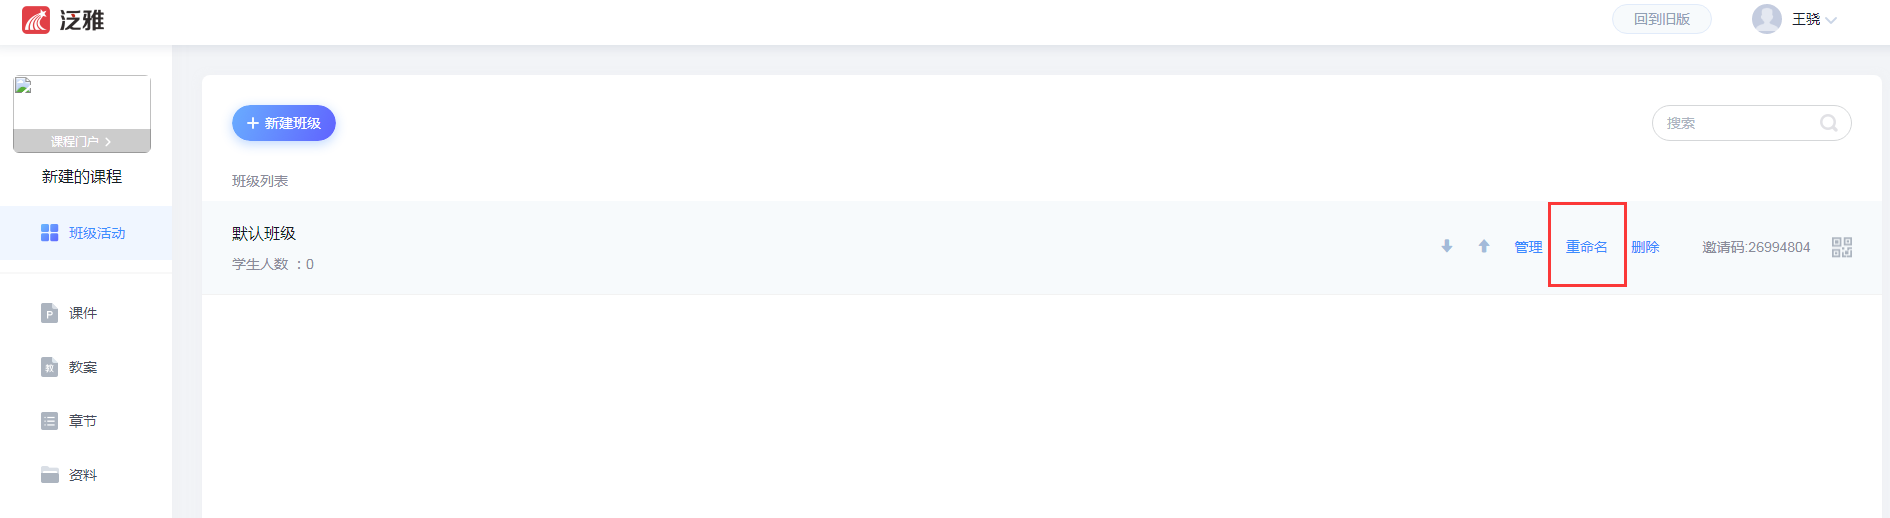 泛雅
回到旧版
王骁
课程门户
新建的课程
班级活动
P 课件
教 教案
章节
资料
+ 新建班级
搜索
班级列表
默认班级
学生人数 ：0
管理 重命名 删除 邀请码:26994804